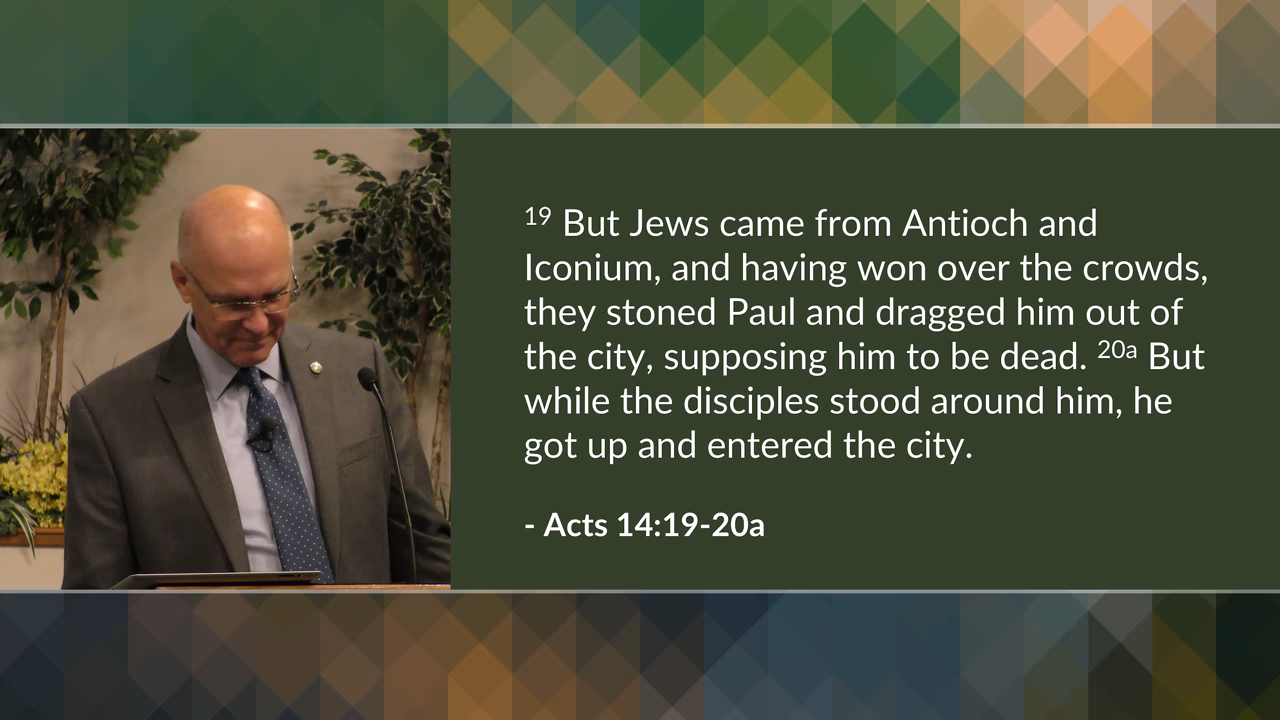 19 But Jews came from Antioch and
Iconium, and having won over the crowds,
they stoned Paul and dragged him out of
the city, supposing him to be dead. 20a But
while the disciples stood around him, he
got up and entered the city.
- Acts 14:19-20a